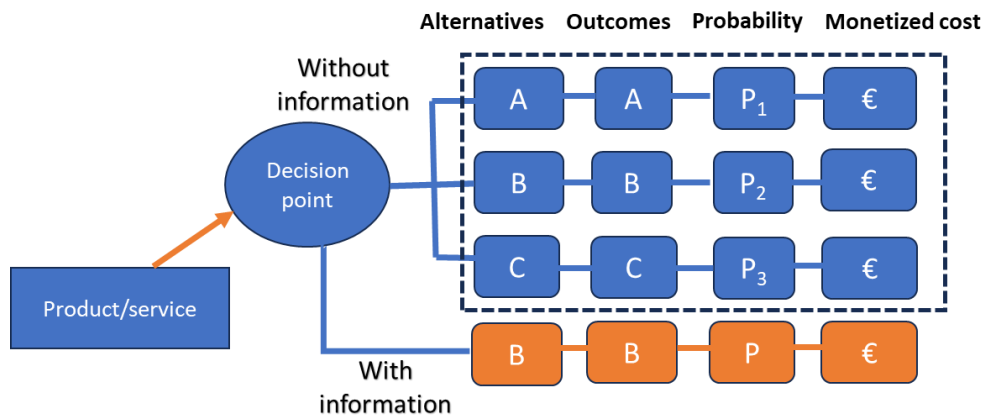 Alternatives Outcomes Probability Monetized cost
Without
information
A A P₁ €
Decision
point
B B P₂ €
C C P₃ €
Product/service
B B P €
With
information